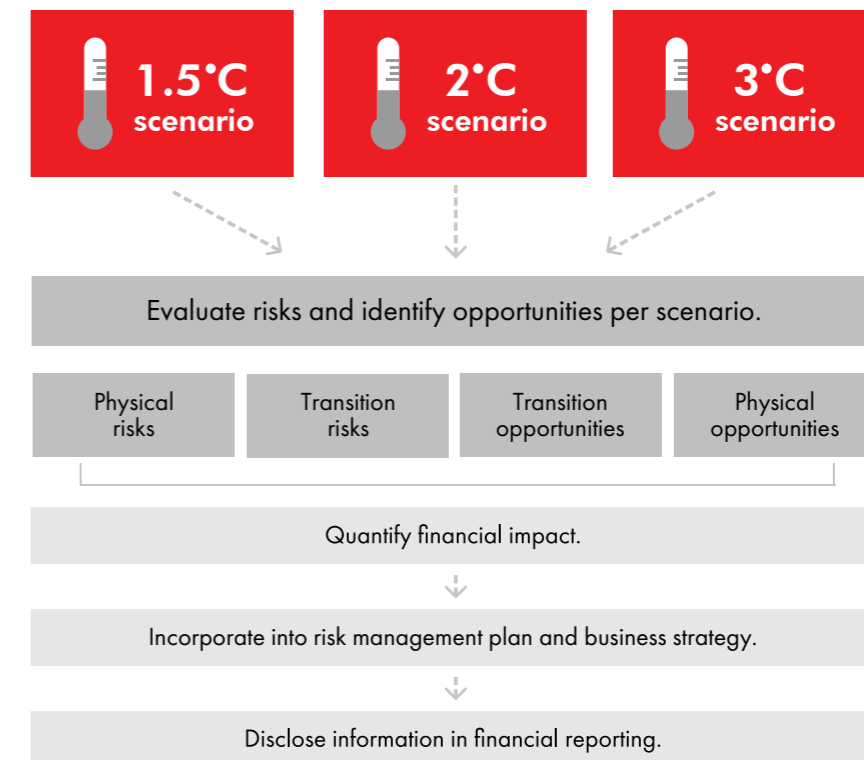 1.5°C
scenario
2°C
scenario
3°C
scenario
Evaluate risks and identify opportunities per scenario.
Physical
risks
Transition
risks
Transition
opportunities
Physical
opportunities
Quantify financial impact.
Incorporate into risk management plan and business strategy.
Disclose information in financial reporting.